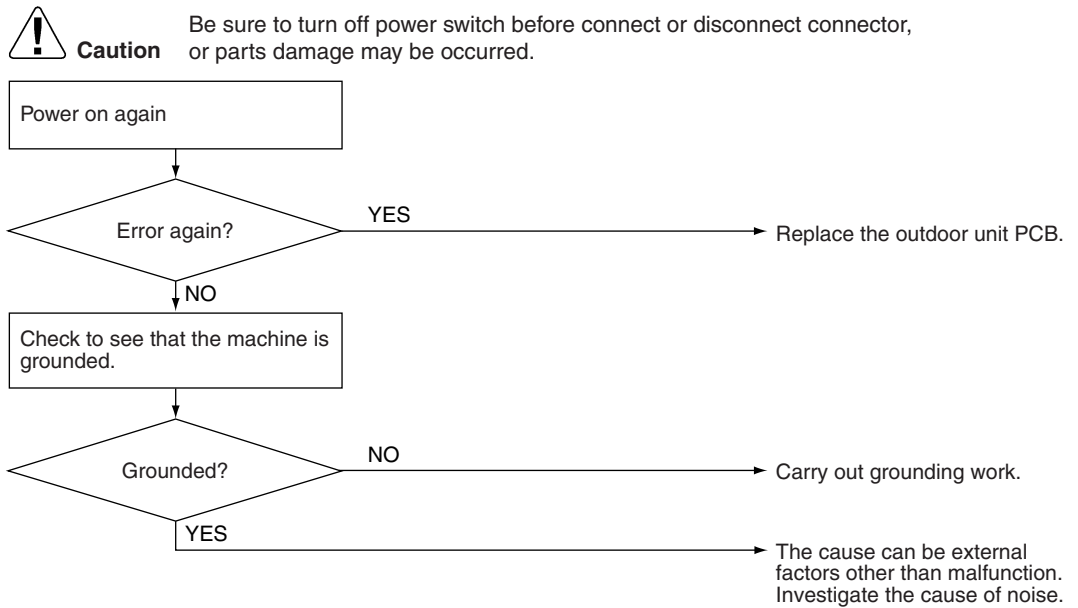 Be sure to turn off power switch before connect or disconnect connector,
Caution or parts damage may be occurred.
Power on again
Error again?
YES
Replace the outdoor unit PCB.
NO
Check to see that the machine is
grounded.
Grounded?
NO
Carry out grounding work.
YES
The cause can be external
factors other than malfunction.
Investigate the cause of noise.